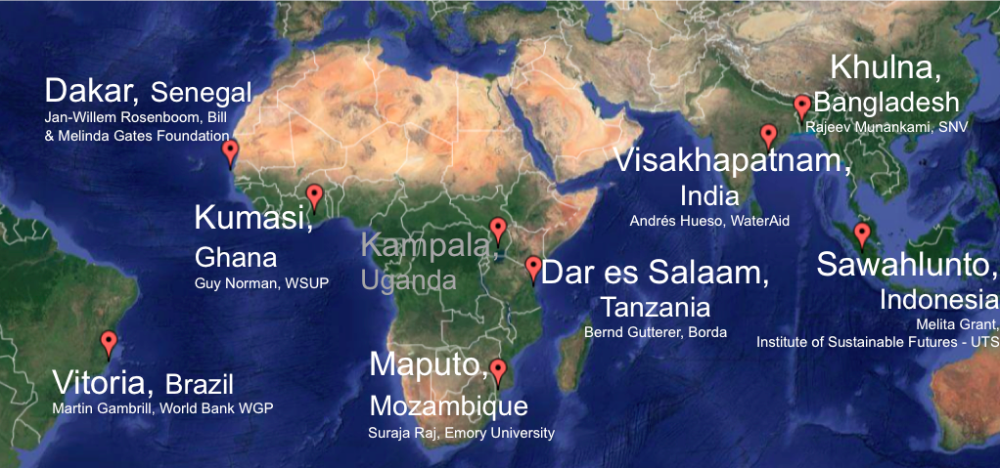 Dakar, Senegal
Jan-Willem Rosenboom, Bill
& Melinda Gates Foundation
Kumasi,
Ghana
Guy Norman, WSUP
Kampala,
Uganda
Vitoria, Brazil
Martin Gambrill, World Bank WGP
Maputo,
Mozambique
Suraja Raj, Emory University
Dar es Salaam,
Tanzania
Bernd Gutterer, Borda
Visakhapatnam,
India
Andrés Hueso, WaterAid
Khulna,
Bangladesh
Rajeev Munankami, SNV
Sawahlunto,
Indonesia
Melita Grant,
Institute of Sustainable Futures - UTS